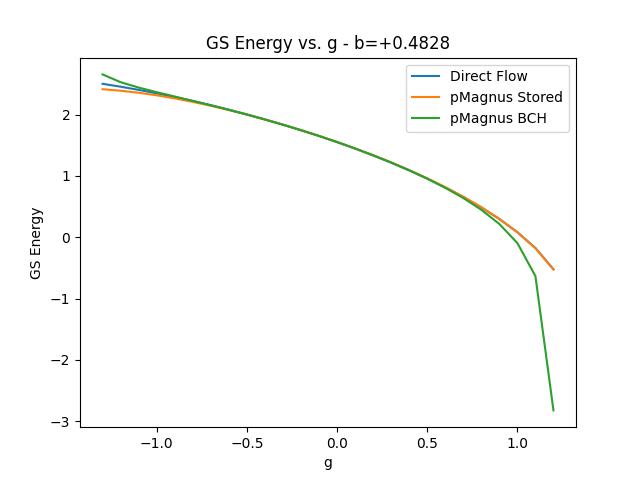 GS Energy vs. g - b=+0.4828
Direct Flow
pMagnus Stored
pMagnus BCH
GS Energy
2
1
0
−1
−2
−3
−1.0
−0.5
0.0
0.5
1.0
g